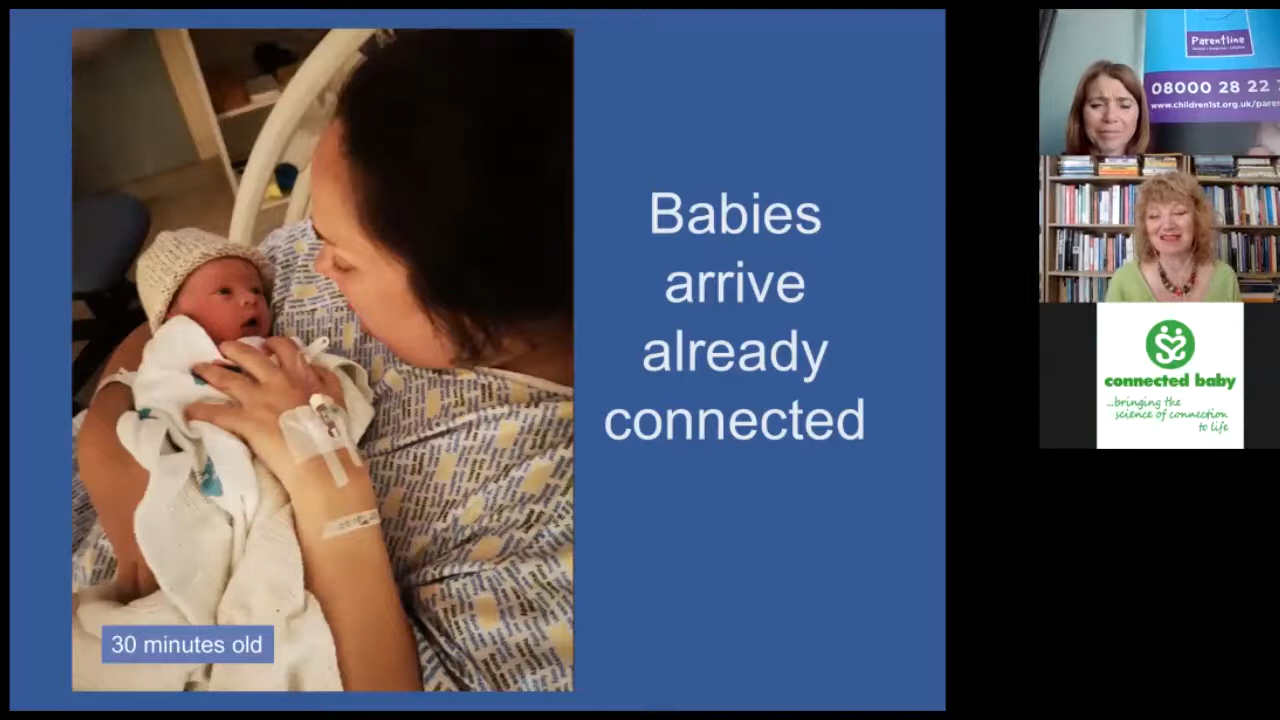 Babies
arrive
already
connected
30 minutes old
Parentline
08000 28 22
www.children1st.org.uk/paren
connected baby
...bringing the
science of connection
to life